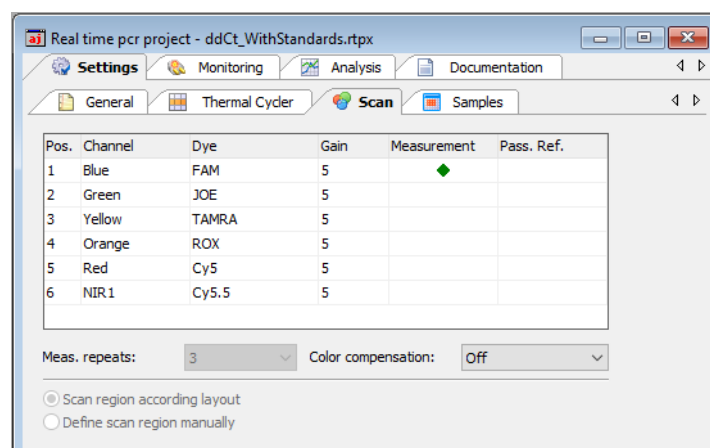 aj Real time pcr project - ddCt_WithStandards.rtpx
Settings Monitoring Analysis Documentation
General Thermal Cycler Scan Samples
Pos. Channel Dye Gain Measurement Pass. Ref.
1 Blue FAM 5
2 Green JOE 5
3 Yellow TAMRA 5
4 Orange ROX 5
5 Red Cy5 5
6 NIR1 Cy5.5 5
Meas. repeats: 3 Color compensation: Off
Scan region according layout
Define scan region manually